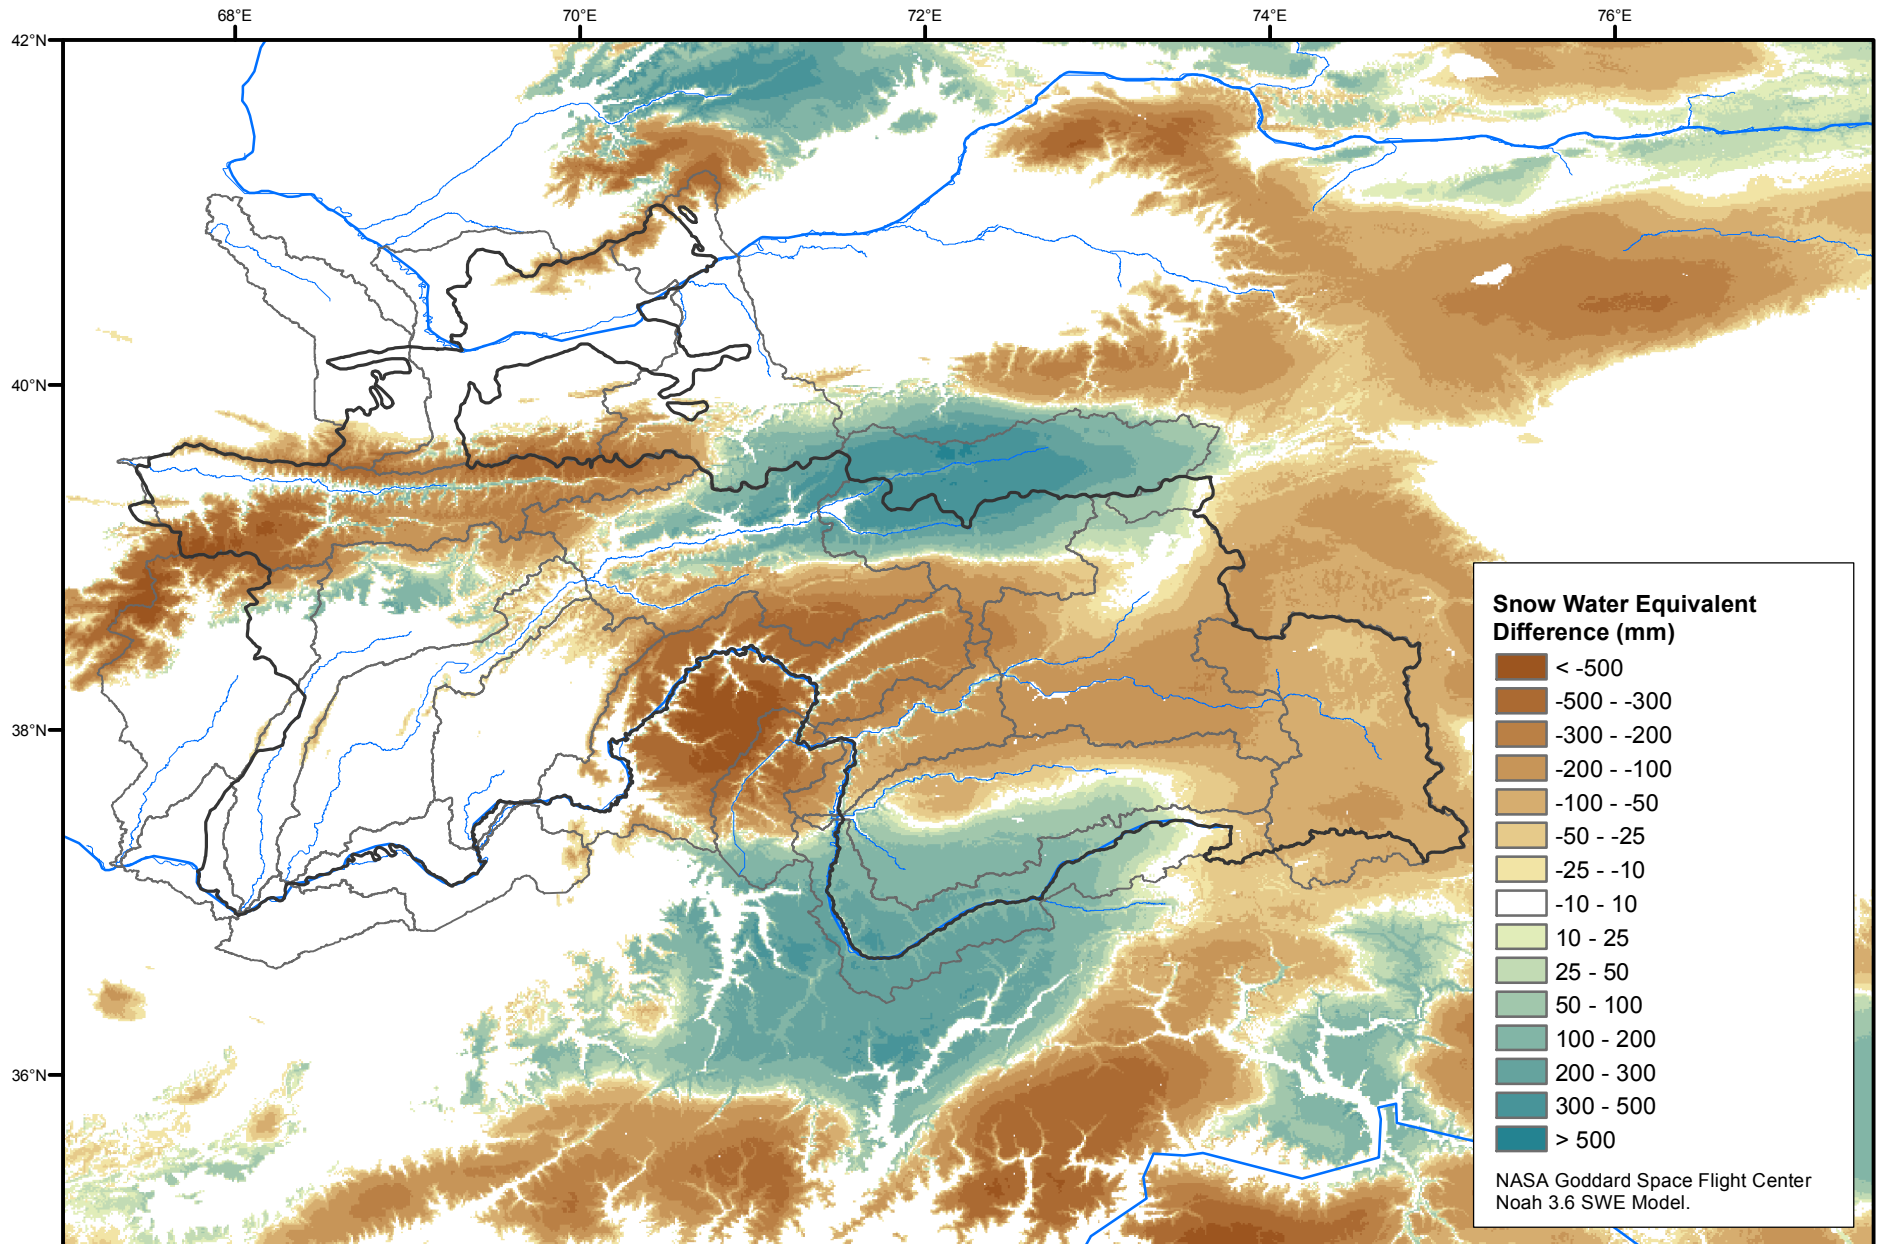 68°E 70°E 72°E 74°E 76°E
42°N
40°N
38°N
36°N
Snow Water Equivalent
Difference (mm)
< -500
-500 - -300
-300 - -200
-200 - -100
-100 - -50
-50 - -25
-25 - -10
-10 - 10
10 - 25
25 - 50
50 - 100
100 - 200
200 - 300
300 - 500
> 500
NASA Goddard Space Flight Center
Noah 3.6 SWE Model.